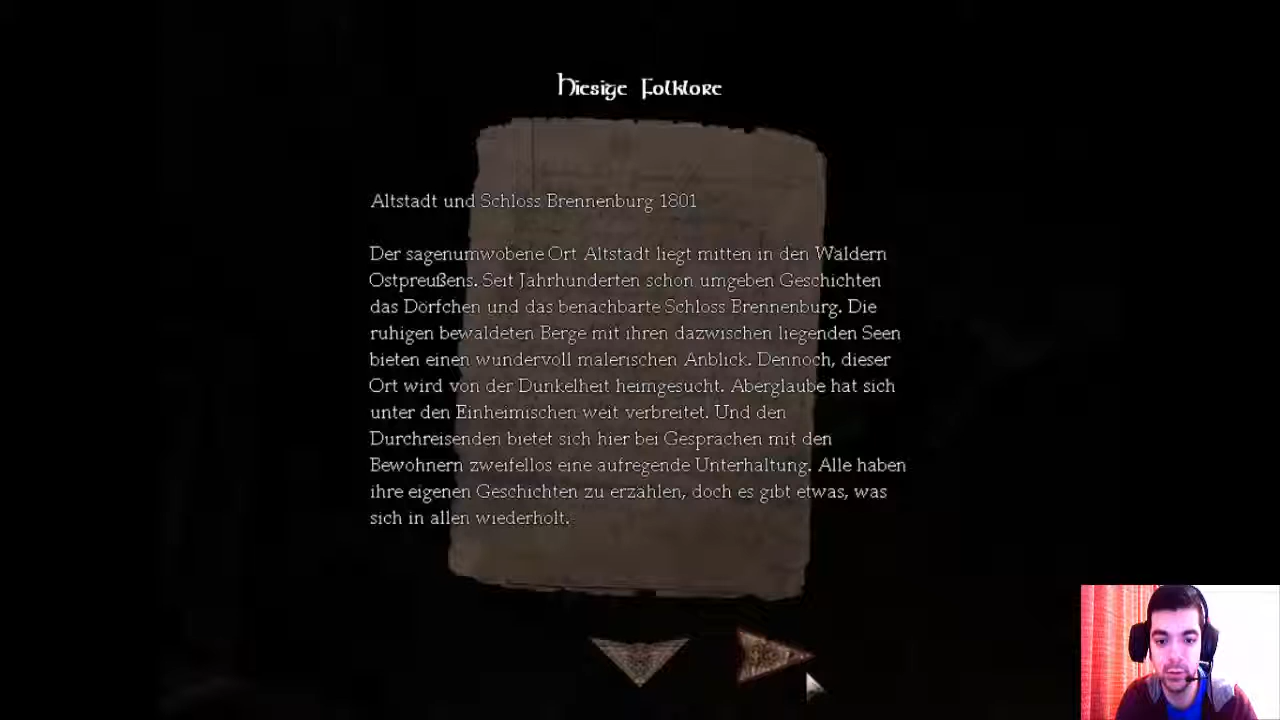 Hiesige Folklore
Altstadt und Schloss Brennenburg 1801
Der sagenumwobene Ort Altstadt liegt mitten in den Wäldern
Ostpreußens. Seit Jahrhunderten schon umgeben Geschichten
das Dörfchen und das benachbarte Schloss Brennenburg. Die
ruhigen bewaldeten Berge mit ihren dazwischen liegenden Seen
bieten einen wundervoll malerischen Anblick. Dennoch, dieser
Ort wird von der Dunkelheit heimgesucht. Aberglaube hat sich
unter den Einheimischen weit verbreitet. Und den
Durchreisenden bietet sich hier bei Gesprächen mit den
Bewohnern zweifellos eine aufregende Unterhaltung. Alle haben
ihre eigenen Geschichten zu erzählen, doch es gibt etwas, was
sich in allen wiederholt.